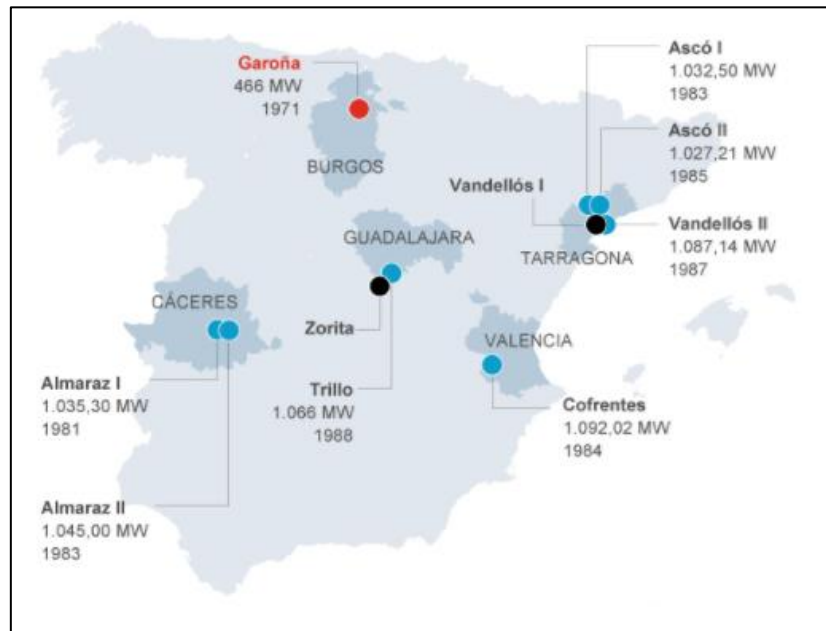 Garoña
466 MW
1971
BURGOS
Ascó I
1.032,50 MW
1983
Ascó II
1.027,21 MW
1985
Vandellós I
Vandellós II
1.087,14 MW
1987
TARRAGONA
GUADALAJARA
CÁCERES
Zorita
VALENCIA
Trillo
1.066 MW
1988
Almaraz I
1.035,30 MW
1981
Cofrentes
1.092,02 MW
1984
Almaraz II
1.045,00 MW
1983